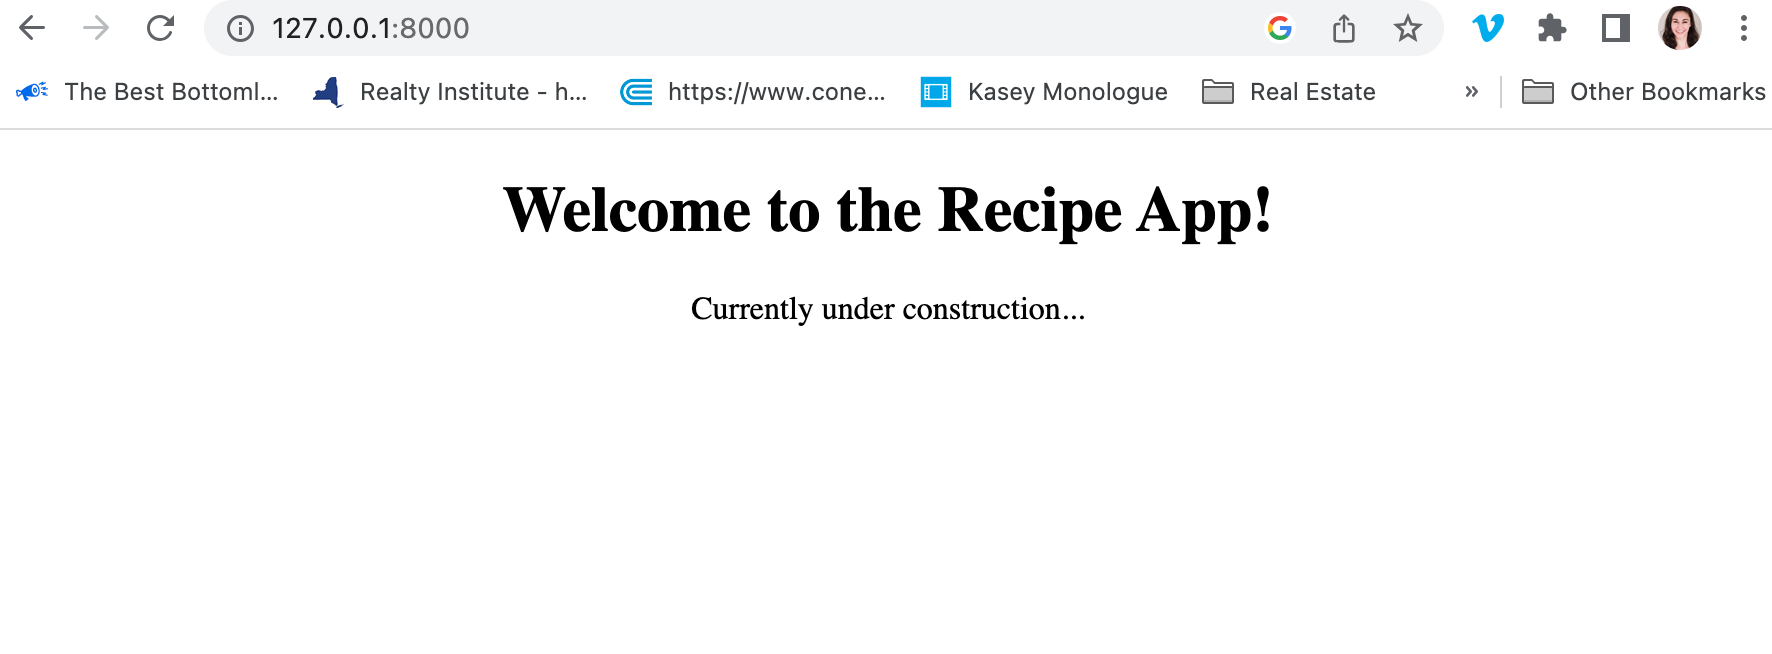 127.0.0.1:8000
The Best Bottoml... Realty Institute - h... https://www.cone... Kasey Monologue Real Estate » Other Bookmarks
Welcome to the Recipe App!
Currently under construction...